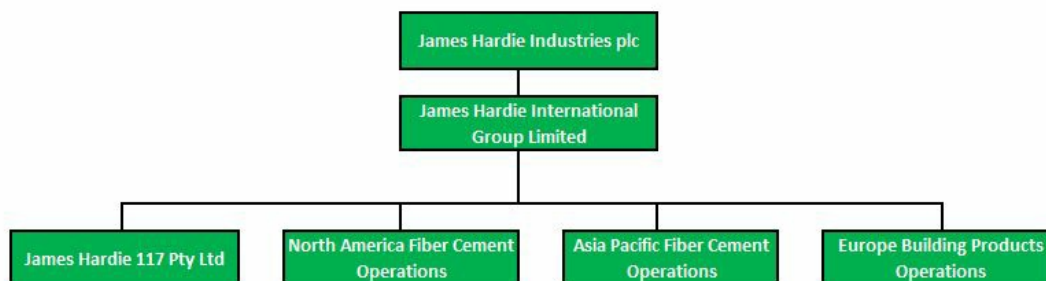 James Hardie Industries plc
James Hardie International
Group Limited
James Hardie 117 Pty Ltd
North America Fiber Cement
Operations
Asia Pacific Fiber Cement
Operations
Europe Building Products
Operations